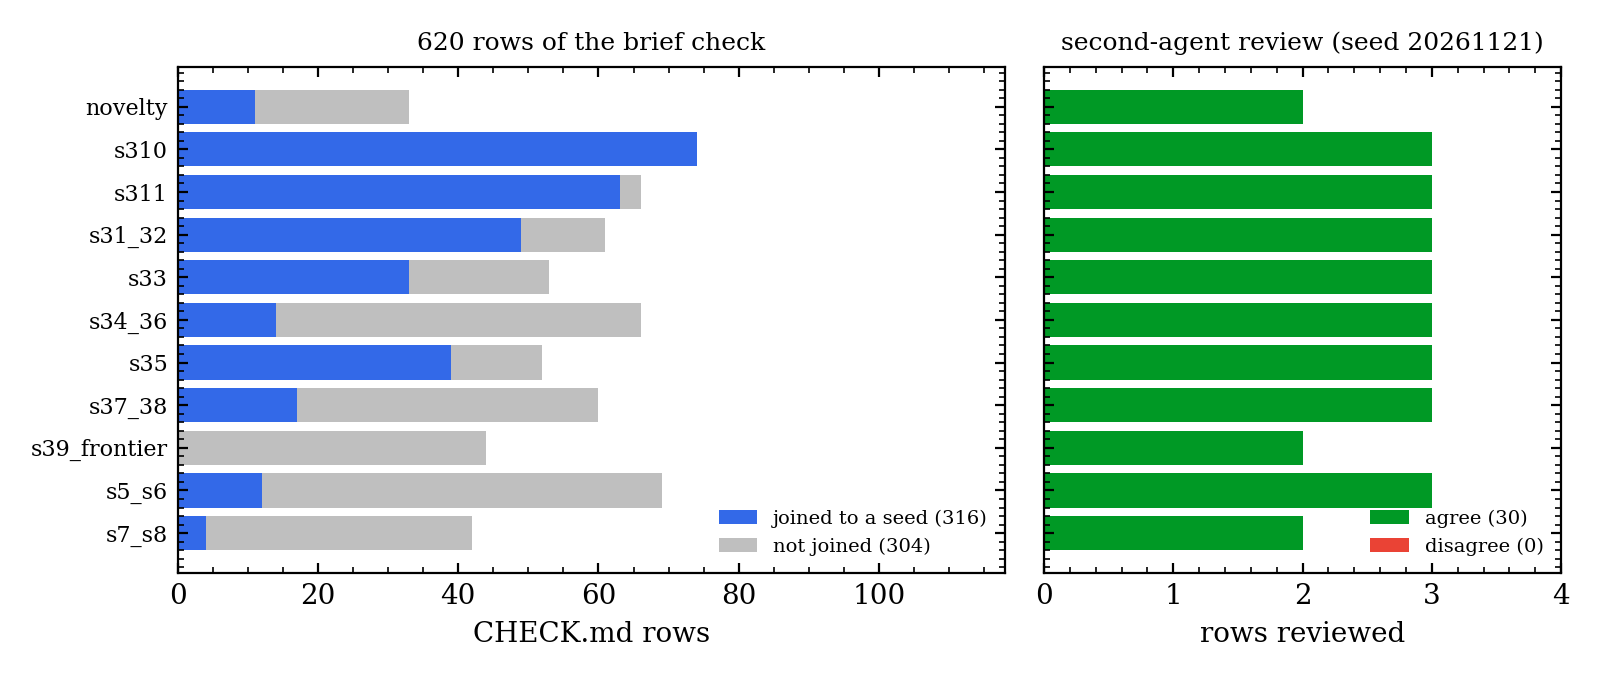 620 rows of the brief check
novelty
s310
s311
s31_32
s33
s34_36
s35
s37_38
s39_frontier
s5_s6
s7_s8
joined to a seed (316)
not joined (304)
0 20 40 60 80 100
CHECK.md rows
second-agent review (seed 20261121)
agree (30)
disagree (0)
0 1 2 3 4
rows reviewed